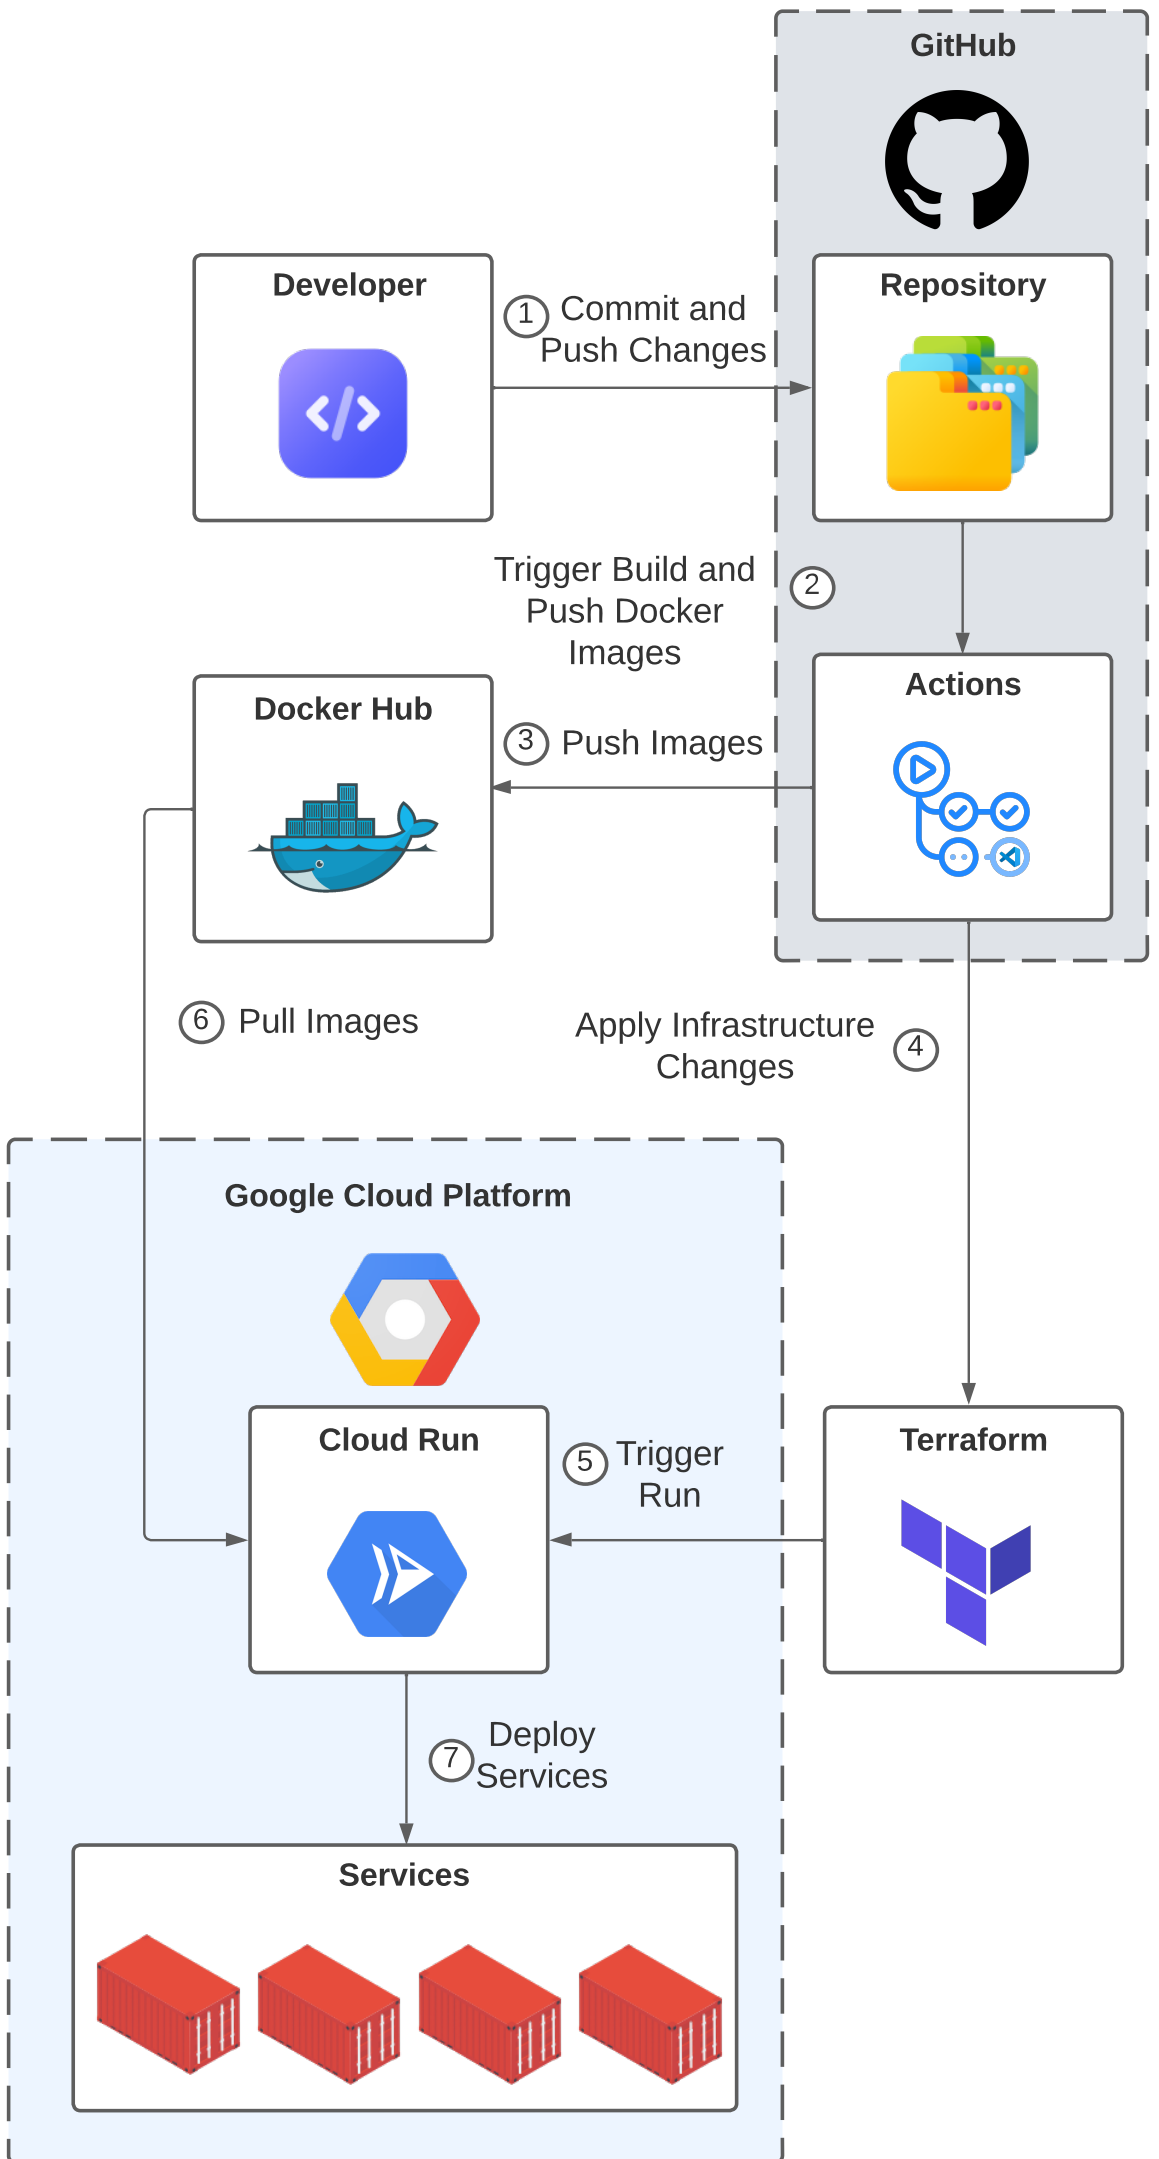 GitHub
Developer
Repository
1
Commit and
Push Changes
Trigger Build and
Push Docker
Images
2
Actions
Docker Hub
3
Push Images
6
Pull Images
Apply Infrastructure
Changes
4
Google Cloud Platform
Cloud Run
5
Trigger
Run
Terraform
7
Deploy
Services
Services